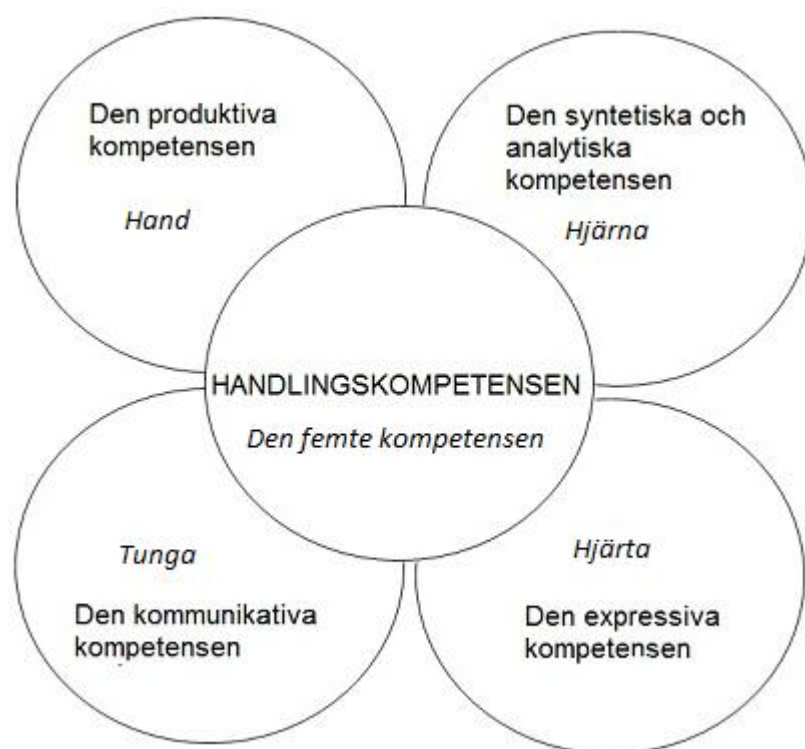 Den produktiva
kompetensen
Hand
Den syntetiska och
analytiska
kompetensen
Hjärna
HANDLINGSKOMPETENSEN
Den femte kompetensen
Tunga
Den kommunikativa
kompetensen
Hjärta
Den expressiva
kompetensen